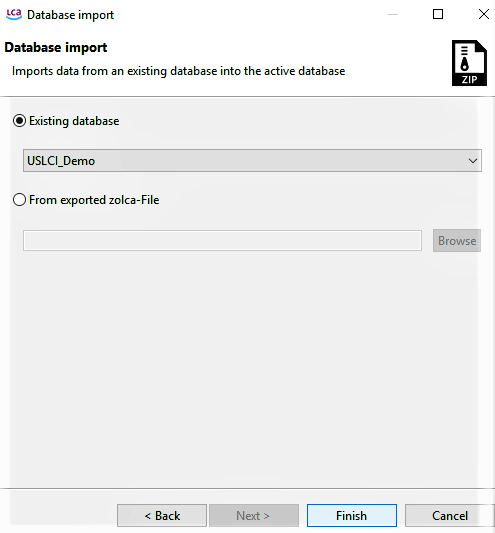 LCA Database import
Database import
Imports data from an existing database into the active database
ZIP
Existing database
USLCI_Demo
From exported zolca-File
Browse
< Back Next > Finish Cancel